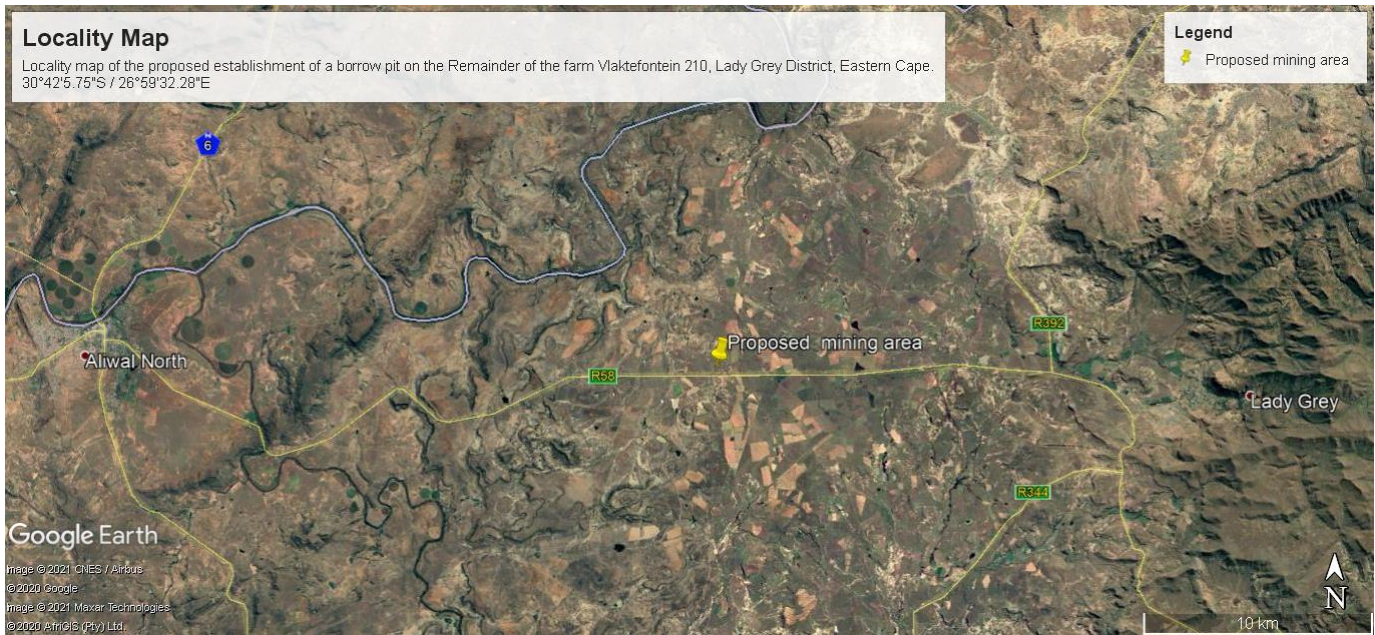 Locality Map
Locality map of the proposed establishment of a borrow pit on the Remainder of the farm Vlaktefontein 210, Lady Grey District, Eastern Cape.
30°42'5.75"S / 26°59'32.28"E
Legend
Proposed mining area
N
6
R392
Proposed mining area
Aliwal North
R58
Lady Grey
R344
Google Earth
Image © 2021 CNES / Airbus
©2020 Google
Image © 2021 Maxar Technologies
©2020 AfriGIS (Pty) Ltd.
N
10 km